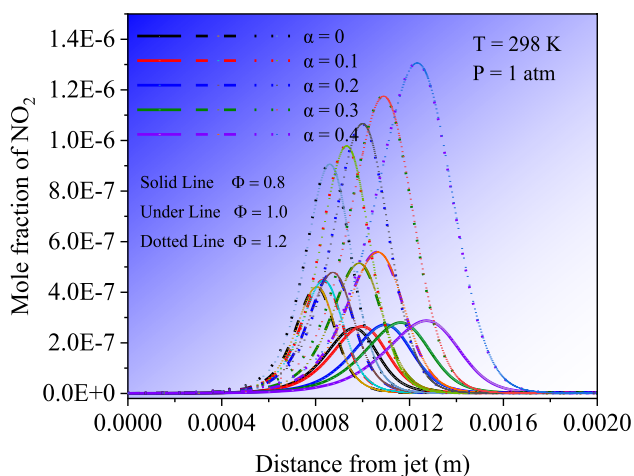 1.4E-6
1.2E-6
1.0E-6
8.0E-7
6.0E-7
4.0E-7
2.0E-7
0.0E+0
Mole fraction of NO₂
α = 0
α = 0.1
α = 0.2
α = 0.3
α = 0.4
T = 298 K
P = 1 atm
Solid Line Φ = 0.8
Under Line Φ = 1.0
Dotted Line Φ = 1.2
0.0000 0.0004 0.0008 0.0012 0.0016 0.0020
Distance from jet (m)